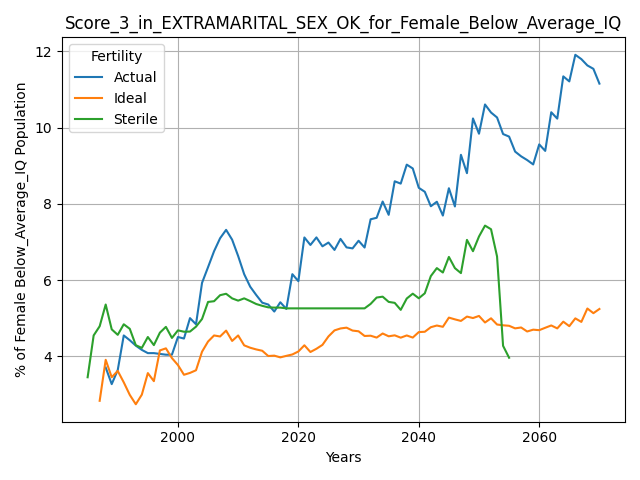 Score_3_in_EXTRAMARITAL_SEX_OK_for_Female_Below_Average_IQ
Fertility
Actual
Ideal
Sterile
% of Female Below_Average_IQ Population
12
10
8
6
4
2000 2020 2040 2060
Years